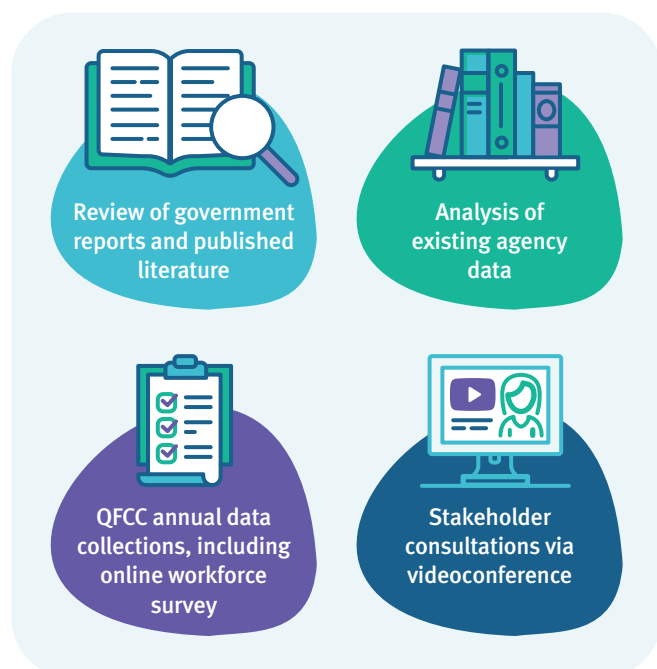 Review of government
reports and published
literature
Analysis of
existing agency
data
QFCC annual data
collections, including
online workforce
survey
Stakeholder
consultations via
videoconference